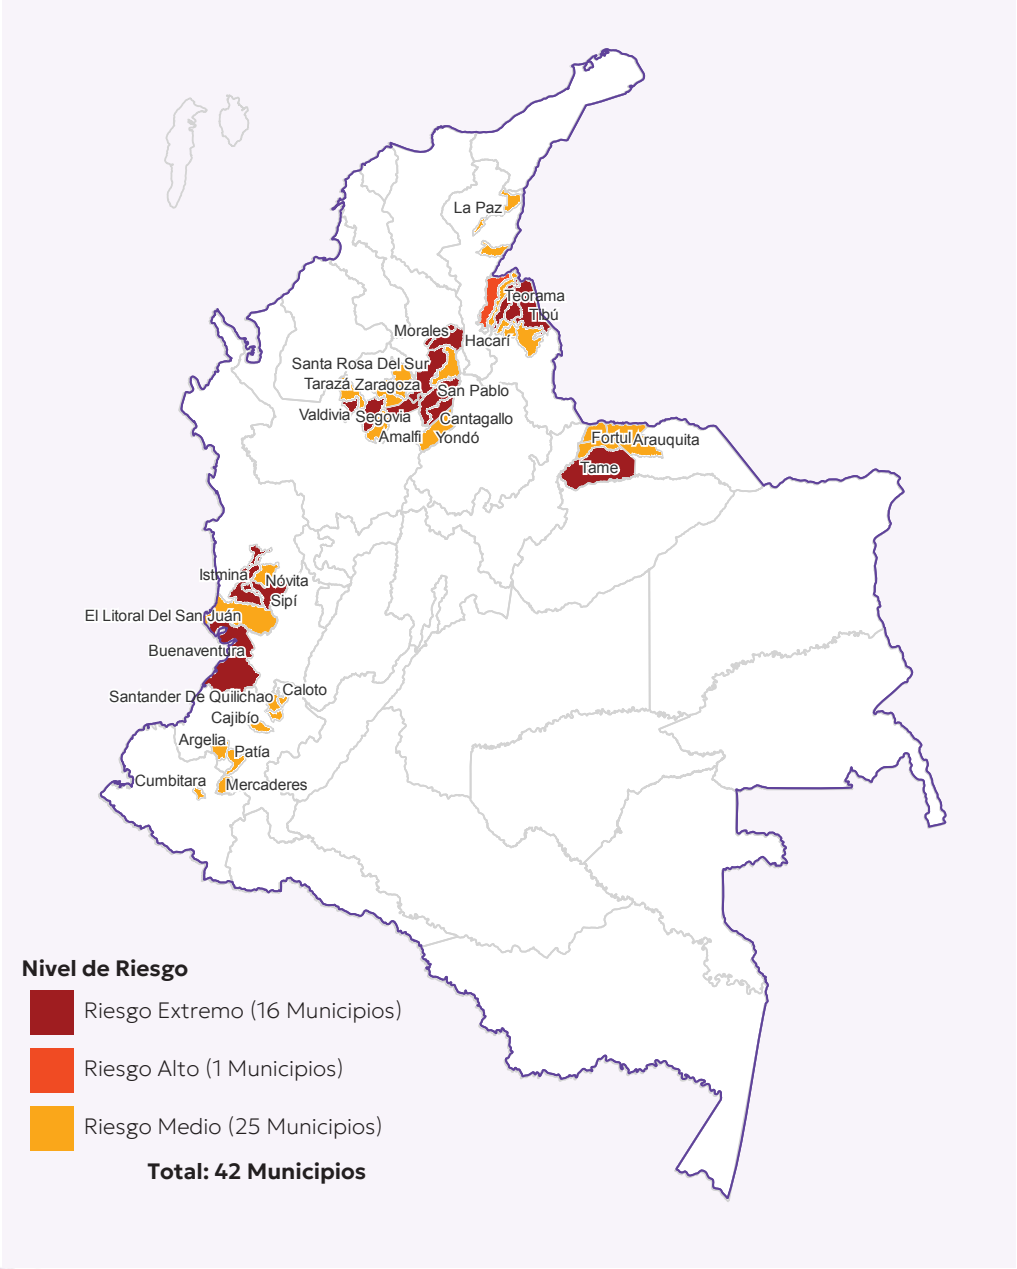 La Paz
Teorama
Tibú
Morales
Hacarí
Santa Rosa Del Sur
Tarazá
Zaragoza
San Pablo
Valdivia
Segovia
Cantagallo
Amalfi
Yondó
Fortul
Arauquita
Tame
Istmina
Nóvita
Sipí
El Litoral Del San Juán
Buenaventura
Santander De Quilichao
Caloto
Cajibío
Argelia
Patía
Cumbitara
Mercaderes
Nivel de Riesgo
Riesgo Extremo (16 Municipios)
Riesgo Alto (1 Municipios)
Riesgo Medio (25 Municipios)
Total: 42 Municipios